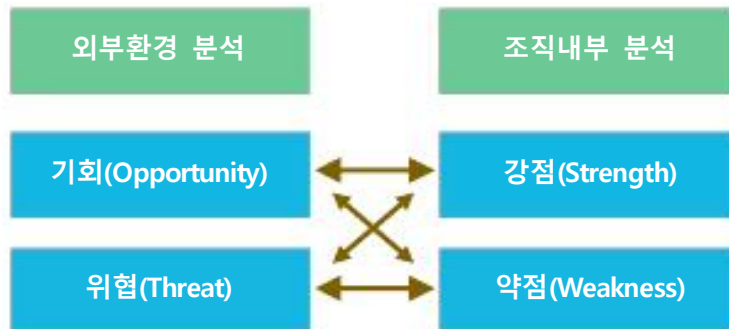 외부환경 분석
조직내부 분석
기회(Opportunity)
강점(Strength)
위협(Threat)
약점(Weakness)